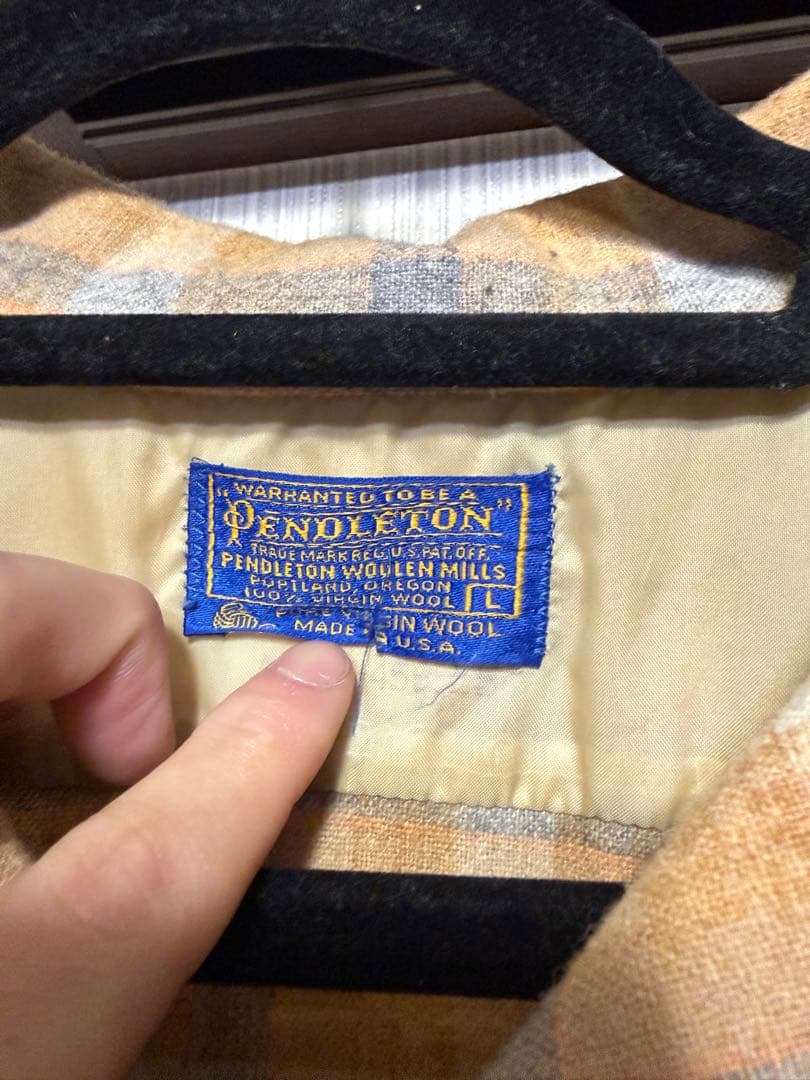 "WARRANTED TO BE A
PENDLETON"
TRADE MARK REG. U.S. PAT. OFF.
PENDLETON WOOLEN MILLS
PORTLAND, OREGON
100% VIRGIN WOOL L
PURE VIRGIN WOOL
MADE U.S.A.